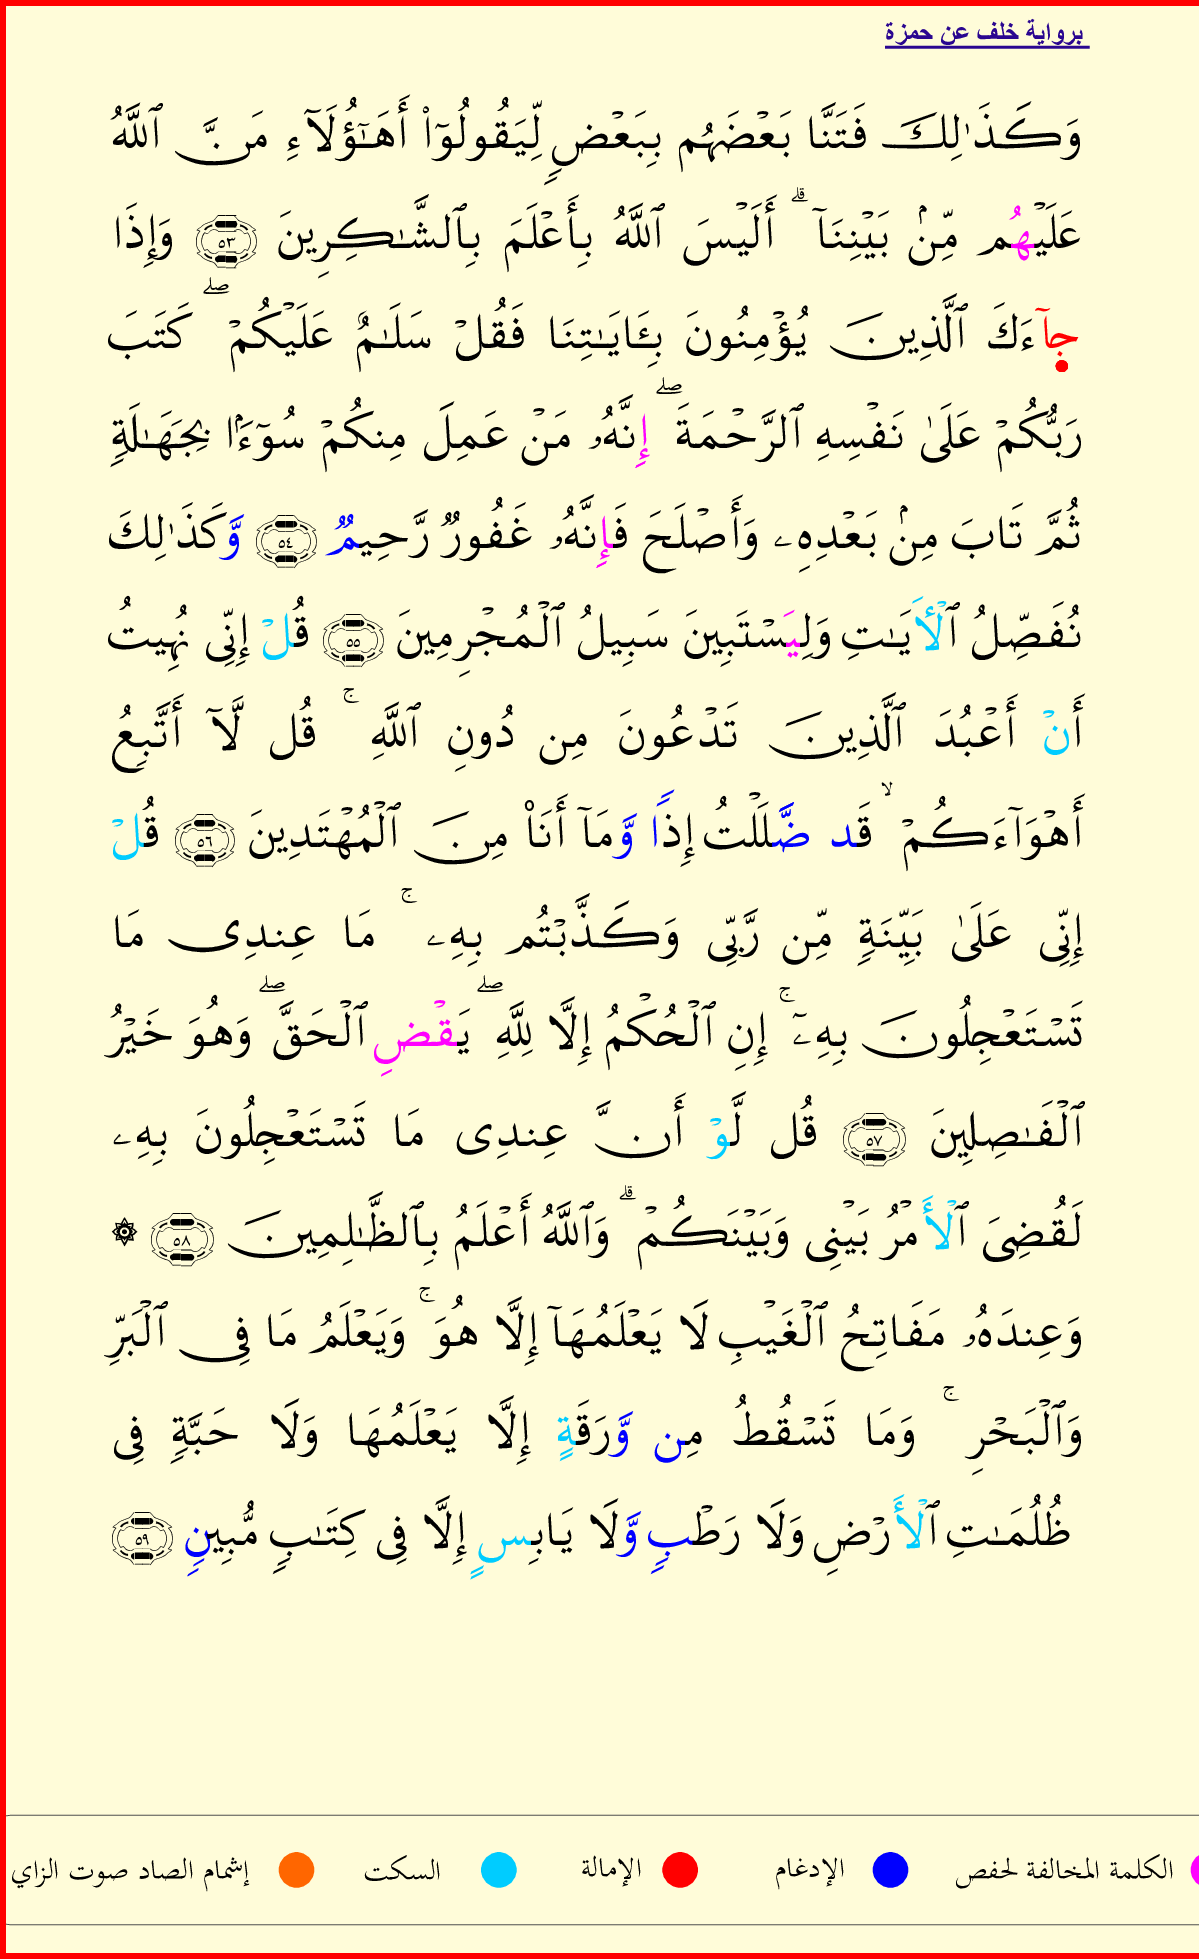 برواية خلف عن حمزة
وَكَذَٰلِكَ فَتَنَّا بَعْضَهُم بِبَعْضٍ لِّيَقُولُوٓا۟ أَهَـٰٓؤُلَآءِ مَنَّ ٱللَّهُ
عَلَيْهُم مِّنۢ بَيْنِنَآ ۗ أَلَيْسَ ٱللَّهُ بِأَعْلَمَ بِٱلشَّـٰكِرِينَ ٥٣ وَإِذَا
جَآءَكَ ٱلَّذِينَ يُؤْمِنُونَ بِـَٔايَـٰتِنَا فَقُلْ سَلَـٰمٌ عَلَيْكُمْ ۖ كَتَبَ
رَبُّكُمْ عَلَىٰ نَفْسِهِ ٱلرَّحْمَةَ ۖ إِنَّهُۥ مَنْ عَمِلَ مِنكُمْ سُوٓءَۢا بِجَهَـٰلَةٍ
ثُمَّ تَابَ مِنۢ بَعْدِهِۦ وَأَصْلَحَ فَإِنَّهُۥ غَفُورٌ رَّحِيمٌ ٥٤ وَّكَذَٰلِكَ
نُفَصِّلُ ٱلْأَيَـٰتِ وَلِيَسْتَبِينَ سَبِيلُ ٱلْمُجْرِمِينَ ٥٥ قُلْ إِنِّى نُهِيتُ
أَنْ أَعْبُدَ ٱلَّذِينَ تَدْعُونَ مِن دُونِ ٱللَّهِ ۚ قُل لَّآ أَتَّبِعُ
أَهْوَآءَكُمْ ۙ قَد ضَّلَلْتُ إِذًا وَّمَآ أَنَا۠ مِنَ ٱلْمُهْتَدِينَ ٥٦ قُلْ
إِنِّى عَلَىٰ بَيِّنَةٍ مِّن رَّبِّى وَكَذَّبْتُم بِهِۦ ۚ مَا عِندِى مَا
تَسْتَعْجِلُونَ بِهِۦٓ ۚ إِنِ ٱلْحُكْمُ إِلَّا لِلَّهِ ۖ يَقْضِ ٱلْحَقَّ ۖ وَهُوَ خَيْرُ
ٱلْفَـٰصِلِينَ ٥٧ قُل لَّوْ أَنَّ عِندِى مَا تَسْتَعْجِلُونَ بِهِۦ
لَقُضِىَ ٱلْأَمْرُ بَيْنِى وَبَيْنَكُمْ ۗ وَٱللَّهُ أَعْلَمُ بِٱلظَّـٰلِمِينَ ٥٨ ۞
وَعِندَهُۥ مَفَاتِحُ ٱلْغَيْبِ لَا يَعْلَمُهَآ إِلَّا هُوَ ۚ وَيَعْلَمُ مَا فِى ٱلْبَرِّ
وَٱلْبَحْرِ ۚ وَمَا تَسْقُطُ مِن وَّرَقَةٍ إِلَّا يَعْلَمُهَا وَلَا حَبَّةٍ فِى
ظُلُمَـٰتِ ٱلْأَرْضِ وَلَا رَطْبٍ وَّلَا يَابِسٍ إِلَّا فِى كِتَـٰبٍ مُّبِينٍ ٥٩
الكلمة المخالفة لحفص الإدغام الإمالة السكت إشمام الصاد صوت الزاي